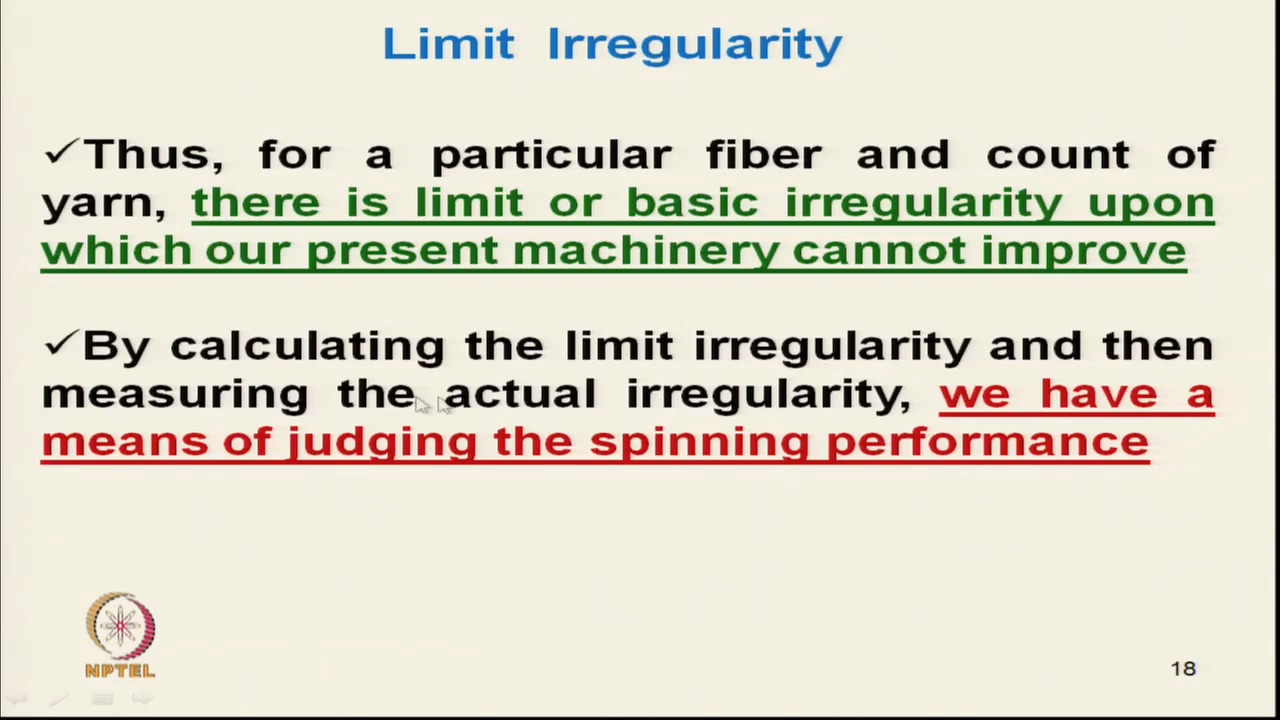 Limit Irregularity
✓Thus, for a particular fiber and count of
yarn, there is limit or basic irregularity upon
which our present machinery cannot improve
✓By calculating the limit irregularity and then
measuring the actual irregularity, we have a
means of judging the spinning performance
NPTEL
18